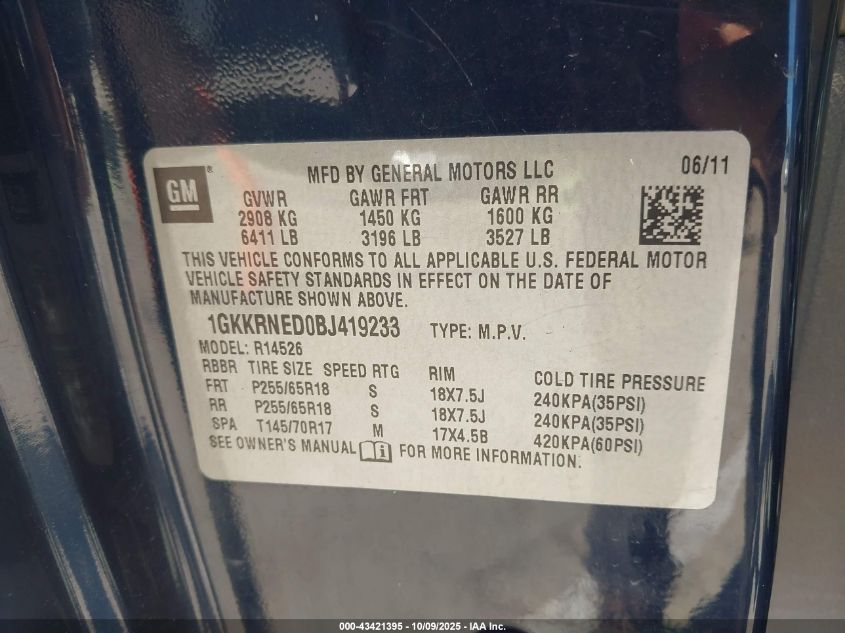 GM ®
MFD BY GENERAL MOTORS LLC 06/11
GVWR GAWR FRT GAWR RR
2908 KG 1450 KG 1600 KG
6411 LB 3196 LB 3527 LB
THIS VEHICLE CONFORMS TO ALL APPLICABLE U.S. FEDERAL MOTOR
VEHICLE SAFETY STANDARDS IN EFFECT ON THE DATE OF
MANUFACTURE SHOWN ABOVE.
1GKKRNED0BJ419233 TYPE: M.P.V.
MODEL: R14526
RBBR TIRE SIZE SPEED RTG RIM COLD TIRE PRESSURE
FRT P255/65R18 S 18X7.5J 240KPA(35PSI)
RR P255/65R18 S 18X7.5J 240KPA(35PSI)
SPA T145/70R17 M 17X4.5B 420KPA(60PSI)
SEE OWNER'S MANUAL i FOR MORE INFORMATION.
000-43421395 - 10/09/2025 - IAA Inc.